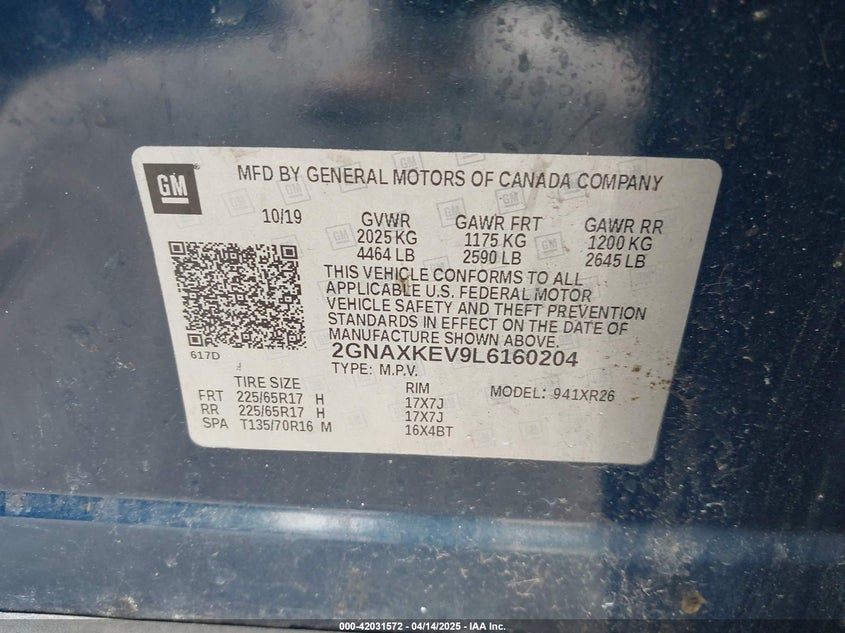 GM
MFD BY GENERAL MOTORS OF CANADA COMPANY
10/19 GVWR GAWR FRT GAWR RR
2025 KG 1175 KG 1200 KG
4464 LB 2590 LB 2645 LB
THIS VEHICLE CONFORMS TO ALL
APPLICABLE U.S. FEDERAL MOTOR
VEHICLE SAFETY AND THEFT PREVENTION
STANDARDS IN EFFECT ON THE DATE OF
MANUFACTURE SHOWN ABOVE.
617D
2GNAXKEV9L6160204
TYPE: M.P.V.
TIRE SIZE RIM MODEL: 941XR26
FRT 225/65R17 H 17X7J
RR 225/65R17 H 17X7J
SPA T135/70R16 M 16X4BT
000-42031572 - 04/14/2025 - IAA Inc.